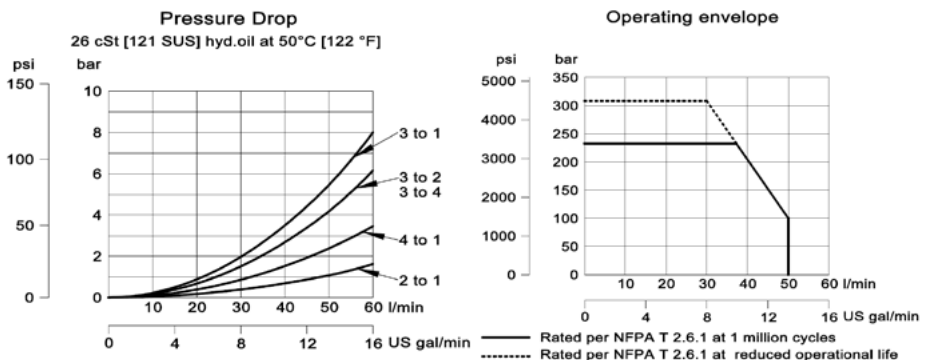 Pressure Drop
26 cSt [121 SUS] hyd.oil at 50°C [122 °F]
psi bar
150 10
8
100
6
4
50
2
0 0
10 20 30 40 50 60 l/min
0 4 8 12 16 US gal/min
3 to 1
3 to 2
3 to 4
4 to 1
2 to 1
Operating envelope
psi bar
5000 350
300
4000
250
3000 200
150
2000
100
1000
50
0 0
10 20 30 40 50 60 l/min
0 4 8 12 16 US gal/min
Rated per NFPA T 2.6.1 at 1 million cycles
Rated per NFPA T 2.6.1 at reduced operational life